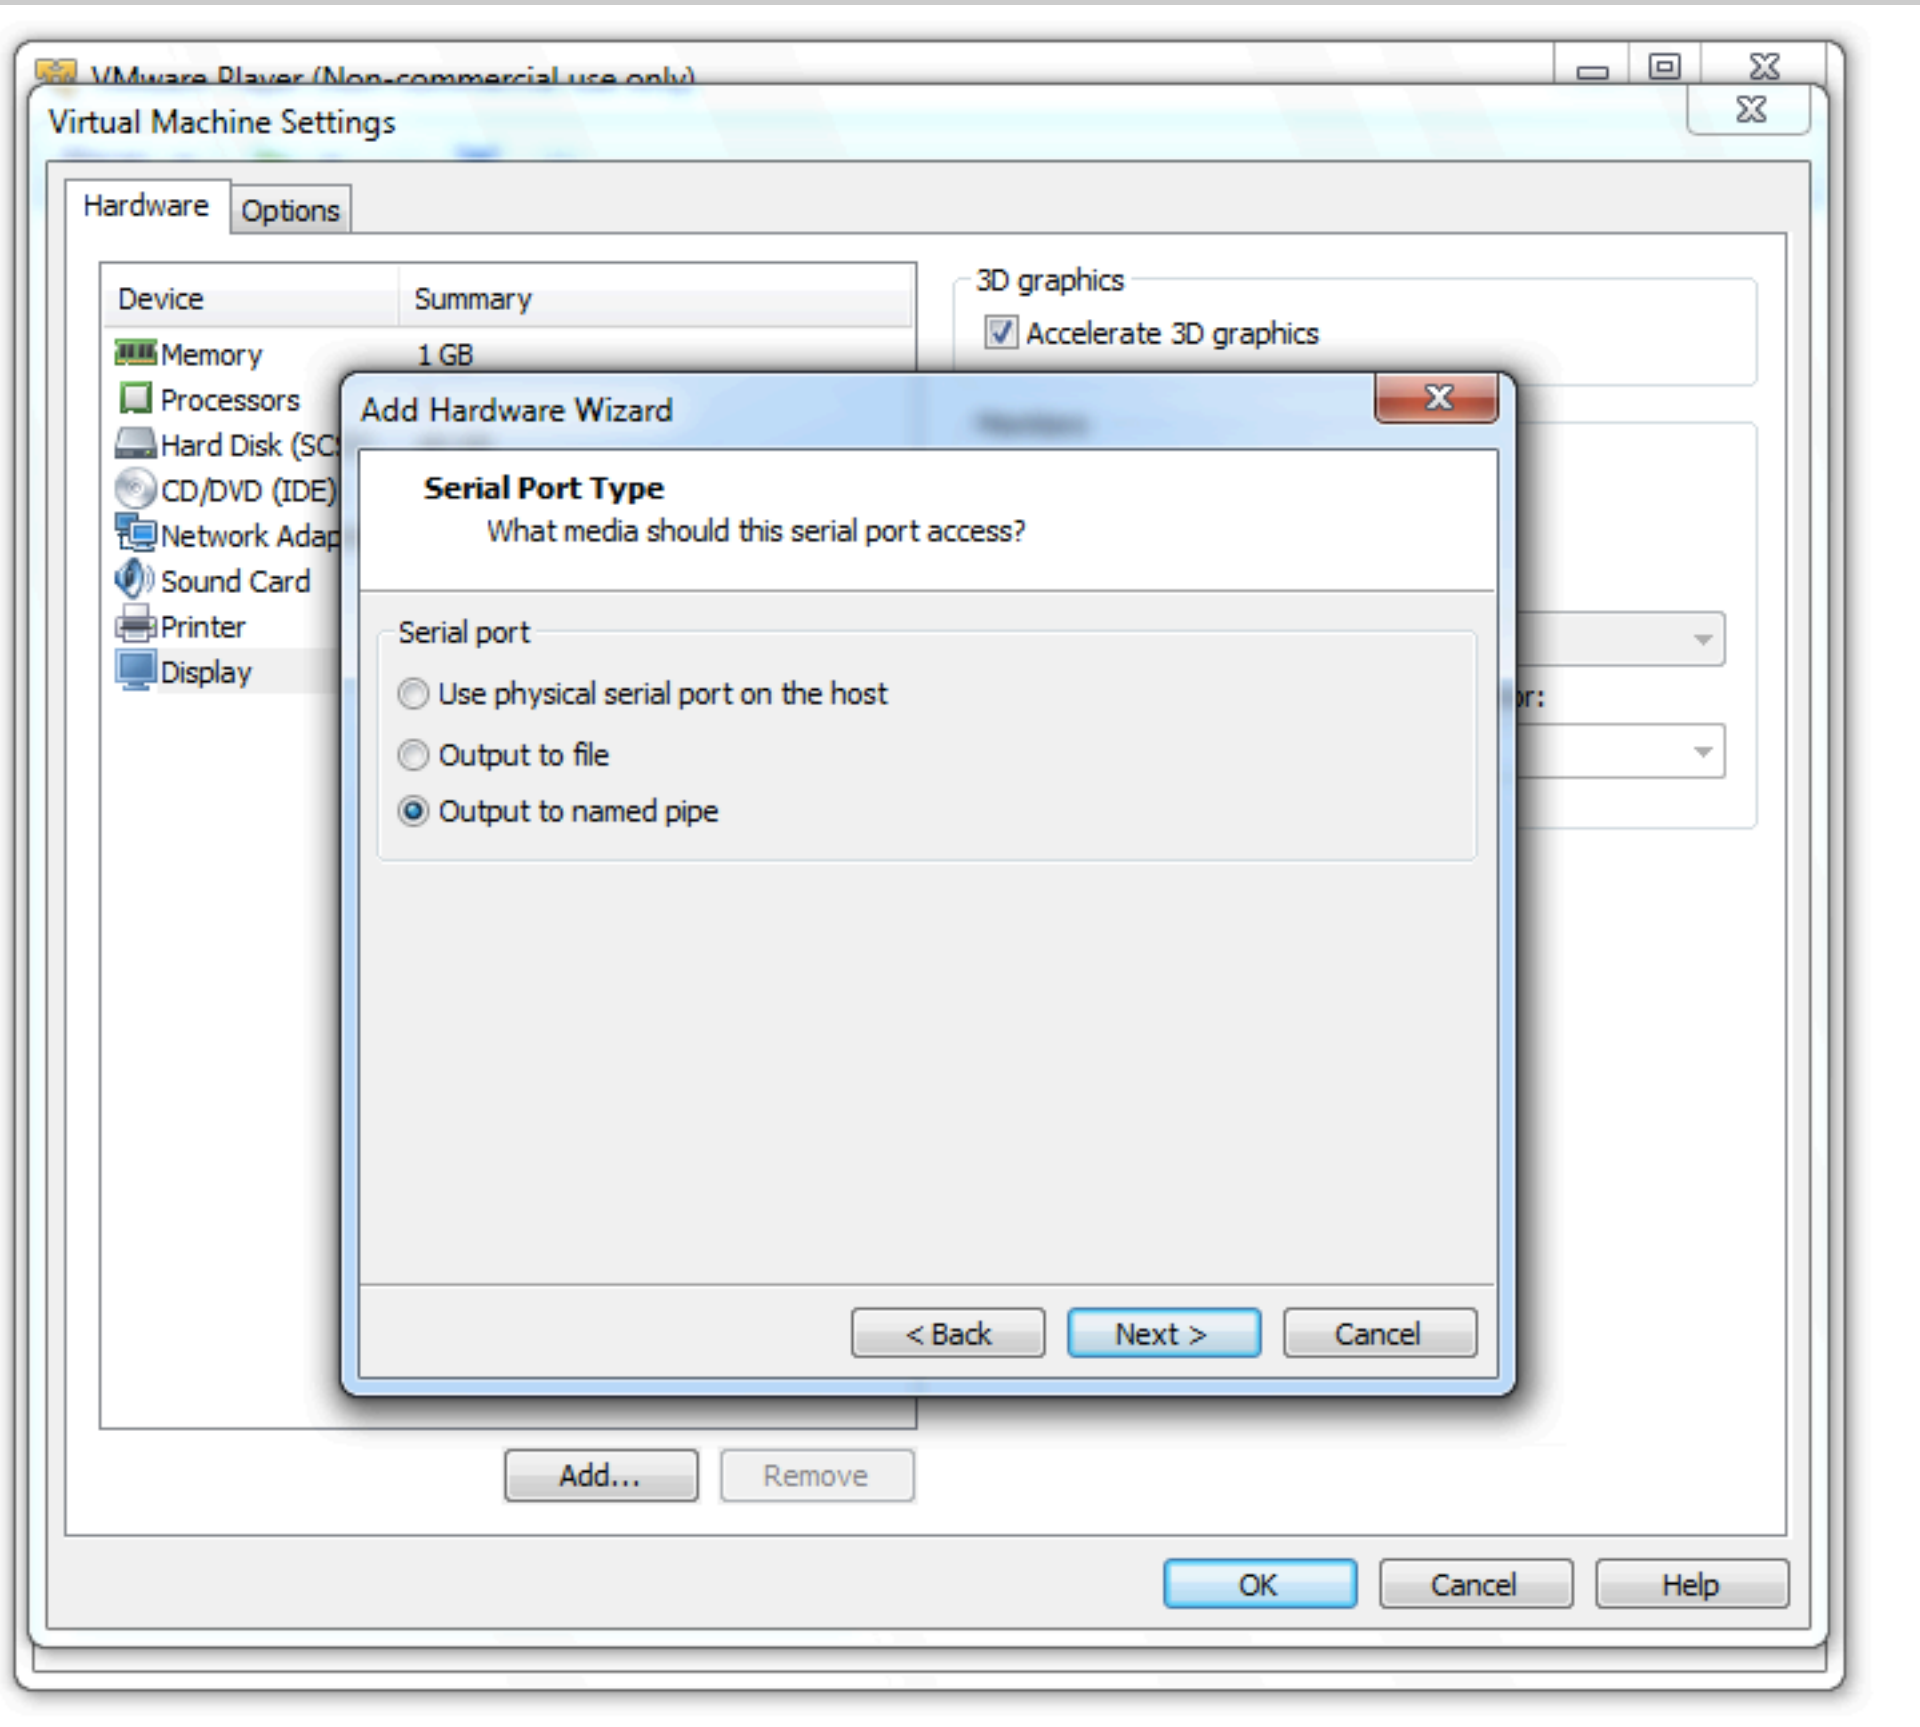 VMware Player (Non-commercial use only)
Virtual Machine Settings
Hardware
Options
Device
Summary
Memory
1 GB
Processors
Hard Disk (SCS
CD/DVD (IDE)
Network Adap
Sound Card
Printer
Display
3D graphics
Accelerate 3D graphics
Add Hardware Wizard
Serial Port Type
What media should this serial port access?
Serial port
Use physical serial port on the host
Output to file
Output to named pipe
or:
< Back
Next >
Cancel
Add...
Remove
OK
Cancel
Help